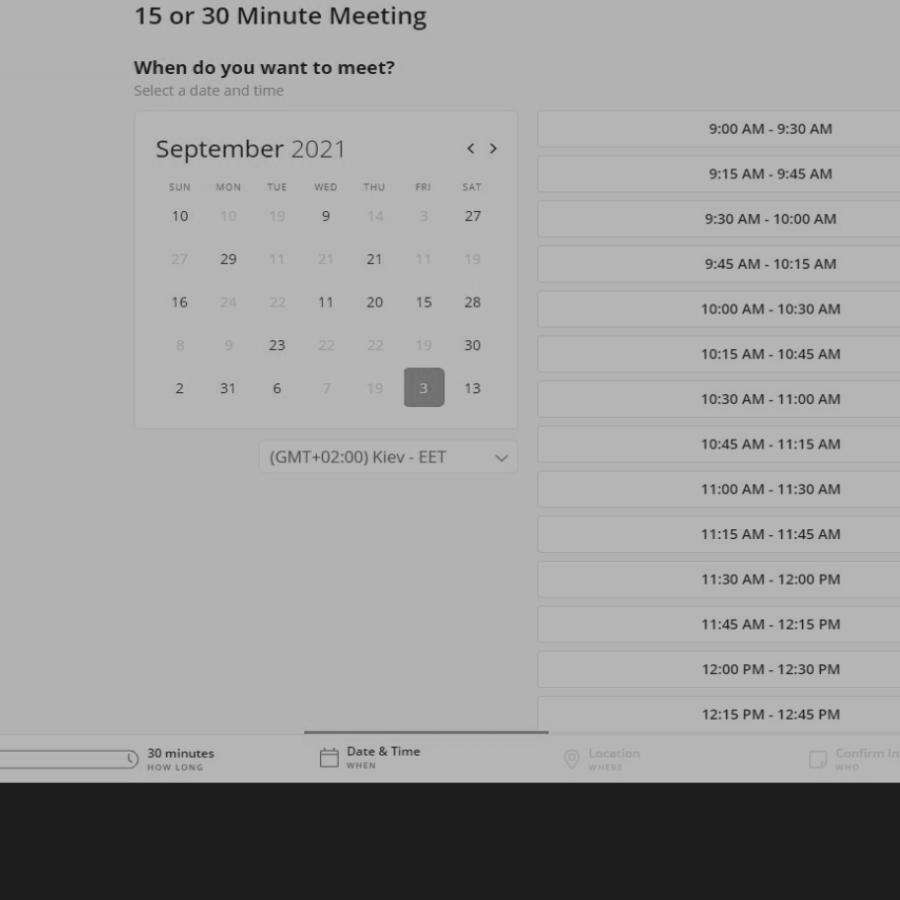 15 or 30 Minute Meeting
When do you want to meet?
Select a date and time
September 2021
SUN MON TUE WED THU FRI SAT
10 10 19 9 14 3 27
27 29 11 21 21 11 19
16 24 22 11 20 15 28
8 9 23 22 22 19 30
2 31 6 7 19 3 13
(GMT+02:00) Kiev - EET
9:00 AM - 9:30 AM
9:15 AM - 9:45 AM
9:30 AM - 10:00 AM
9:45 AM - 10:15 AM
10:00 AM - 10:30 AM
10:15 AM - 10:45 AM
10:30 AM - 11:00 AM
10:45 AM - 11:15 AM
11:00 AM - 11:30 AM
11:15 AM - 11:45 AM
11:30 AM - 12:00 PM
11:45 AM - 12:15 PM
12:00 PM - 12:30 PM
12:15 PM - 12:45 PM
30 minutes
HOW LONG
Date & Time
WHEN
Location
WHERE
Confirm In
WHO